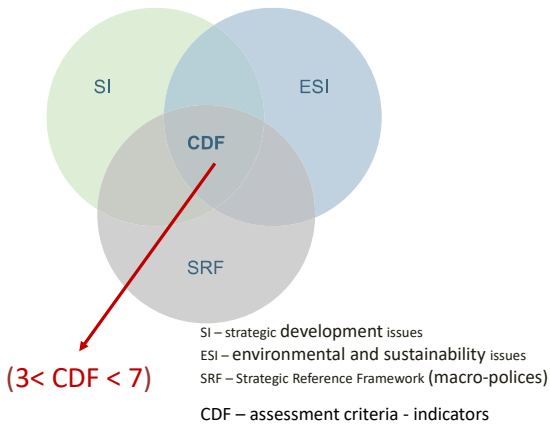 SI
ESI
CDF
SRF
(3< CDF < 7)
SI – strategic development issues
ESI – environmental and sustainability issues
SRF – Strategic Reference Framework (macro-polices)
CDF – assessment criteria - indicators